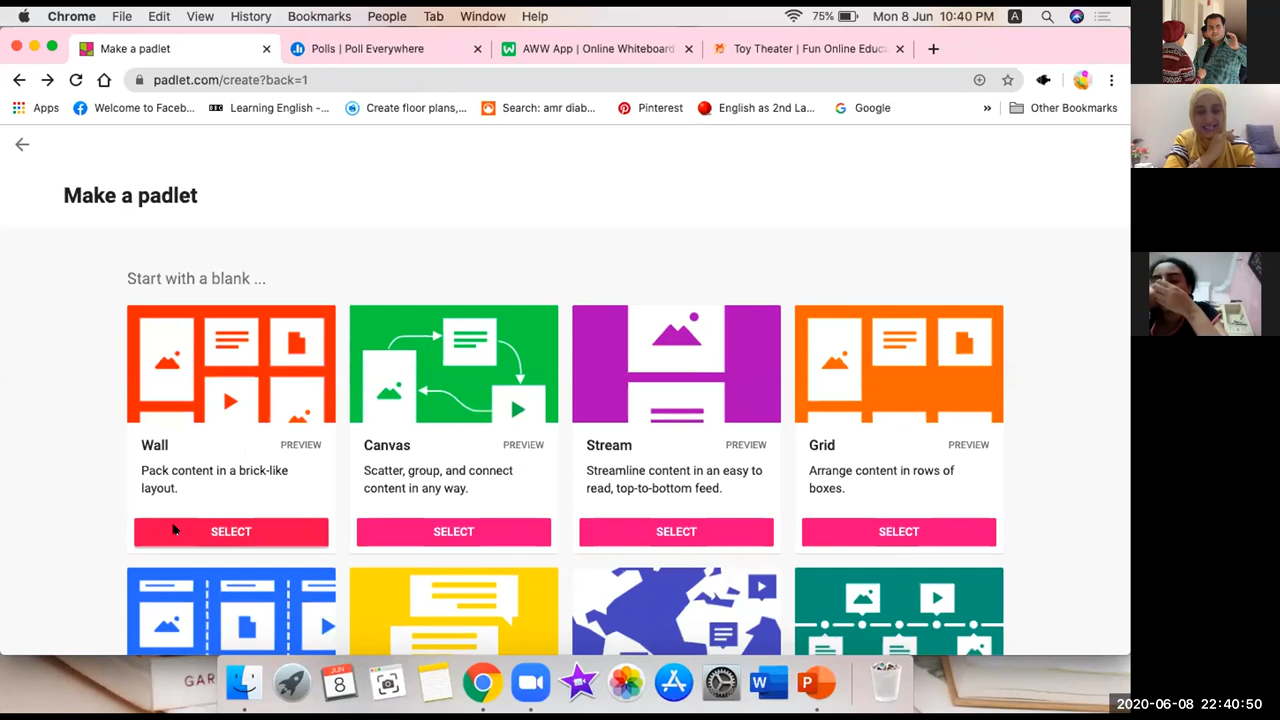 Chrome File Edit View History Bookmarks People Tab Window Help 75% Mon 8 Jun 10:40 PM A
Make a padlet Polls | Poll Everywhere AWW App | Online Whiteboard Toy Theater | Fun Online Educ
padlet.com/create?back=1
Apps Welcome to Faceb... Learning English -... Create floor plans,... Search: amr diab... Pinterest English as 2nd La... Google » Other Bookmarks
Make a padlet
Start with a blank ...
Wall PREVIEW Canvas PREVIEW Stream PREVIEW Grid PREVIEW
Pack content in a brick-like Scatter, group, and connect Streamline content in an easy to Arrange content in rows of
layout. content in any way. read, top-to-bottom feed. boxes.
SELECT SELECT SELECT SELECT
GAR
JUN
8
W P
2020-06-08 22:40:50